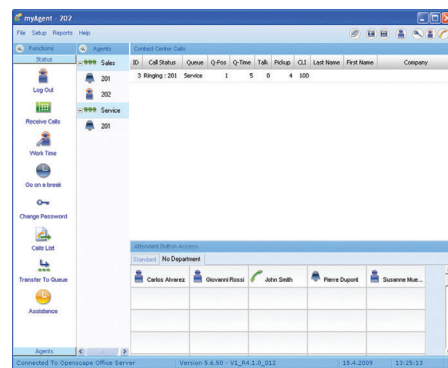 myAgent - 202
File Setup Reports Help
Functions
Status
Log Out
Receive Calls
Work Time
Go on a break
Change Password
Calls List
Transfer To Queue
Assistance
Agents
Agents
Sales
201
202
Service
201
Contact Center Calls
ID Call Status Queue Q-Pos Q-Time Talk Pickup CLI Last Name First Name Company
3 Ringing : 201 Service 1 5 0 4 100
Attendant Button Access
Standard No Department
Carlos Alvarez Giovanni Rossi John Smith Pierre Dupont Susanne Mue...
Connected To Openscape Office Server Version 5.6.50 - V1_R4.1.0_012 15.4.2009 13:25:13